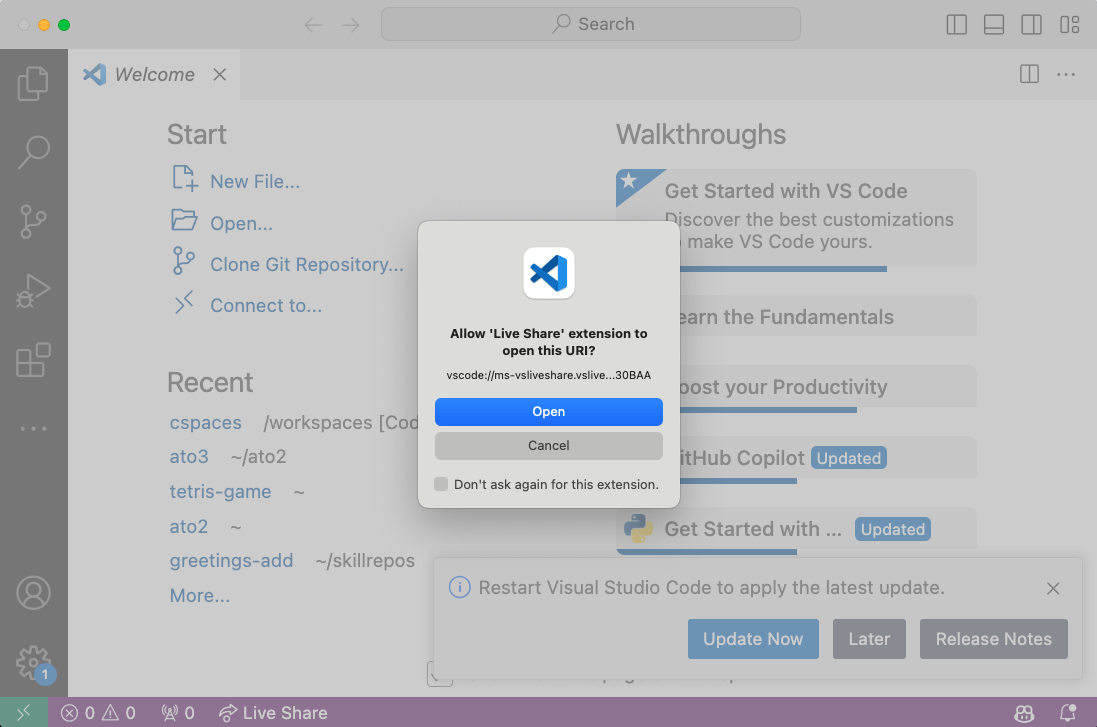 Search
Welcome
Start
New File...
Open...
Clone Git Repository...
Connect to...
Recent
cspaces /workspaces [Cod
ato3 ~/ato2
tetris-game ~
ato2 ~
greetings-add ~/skillrepos
More...
Walkthroughs
Get Started with VS Code
Discover the best customizations
make VS Code yours.
earn the Fundamentals
oost your Productivity
itHub Copilot Updated
Get Started with ... Updated
Allow 'Live Share' extension to
open this URI?
vscode://ms-vsliveshare.vslive...30BAA
Open
Cancel
Don't ask again for this extension.
Restart Visual Studio Code to apply the latest update.
Update Now Later Release Notes
1
0 0 0 Live Share